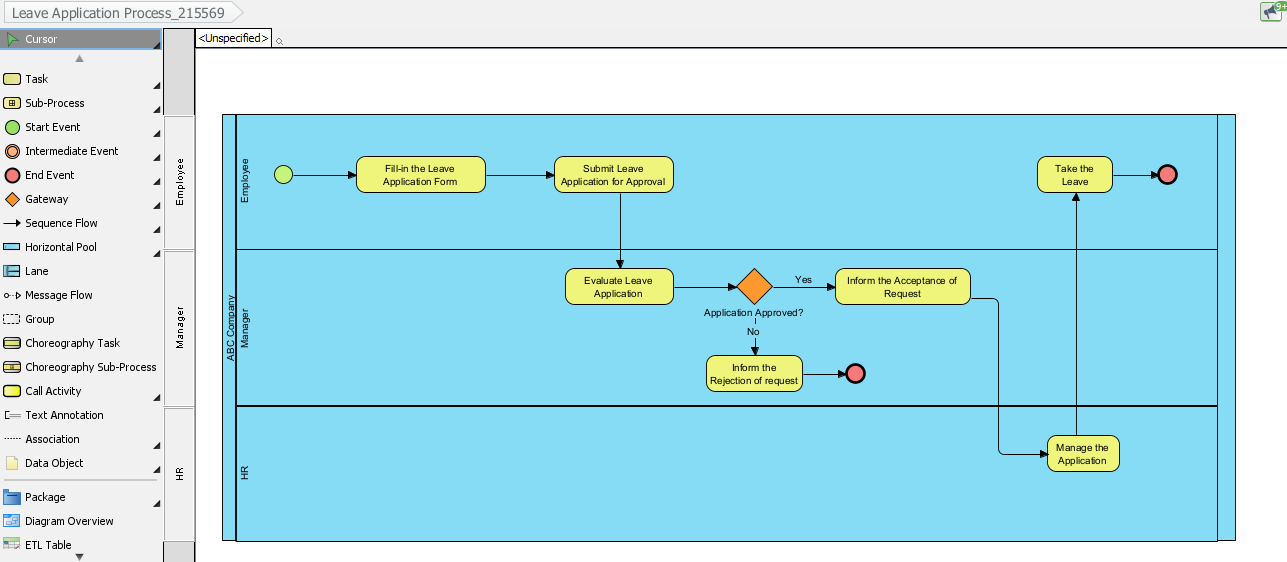 Leave Application Process_215569
9+
Cursor
<Unspecified>
Task
Sub-Process
Start Event
Intermediate Event
End Event
Gateway
Sequence Flow
Horizontal Pool
Lane
Message Flow
Group
Choreography Task
Choreography Sub-Process
Call Activity
Text Annotation
Association
Data Object
Package
Diagram Overview
ETL Table
Employee
Manager
HR
ABC Company
Employee
Fill-in the Leave
Application Form
Submit Leave
Application for Approval
Take the
Leave
Manager
Evaluate Leave
Application
Application Approved?
Yes
Inform the Acceptance of
Request
No
Inform the
Rejection of request
HR
Manage the
Application